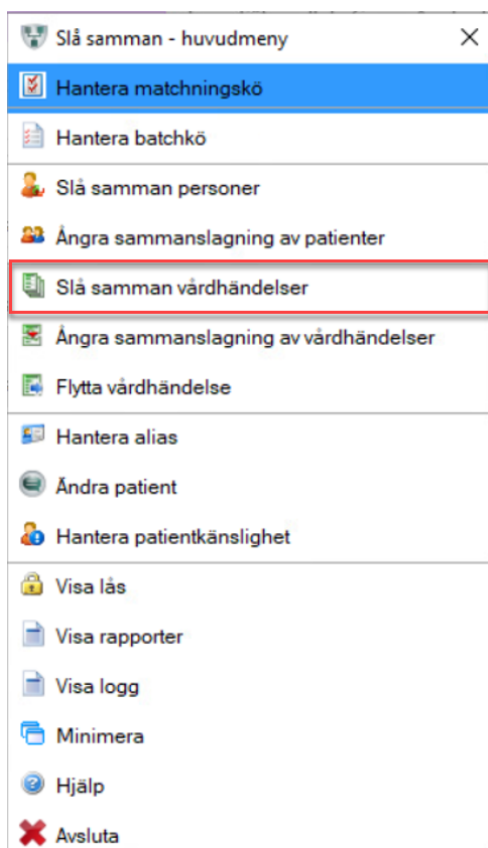 Slå samman - huvudmeny
Hantera matchningskö
Hantera batchkö
Slå samman personer
Ångra sammanslagning av patienter
Slå samman vårdhändelser
Ångra sammanslagning av vårdhändelser
Flytta vårdhändelse
Hantera alias
Ändra patient
Hantera patientkänslighet
Visa lås
Visa rapporter
Visa logg
Minimera
Hjälp
Avsluta